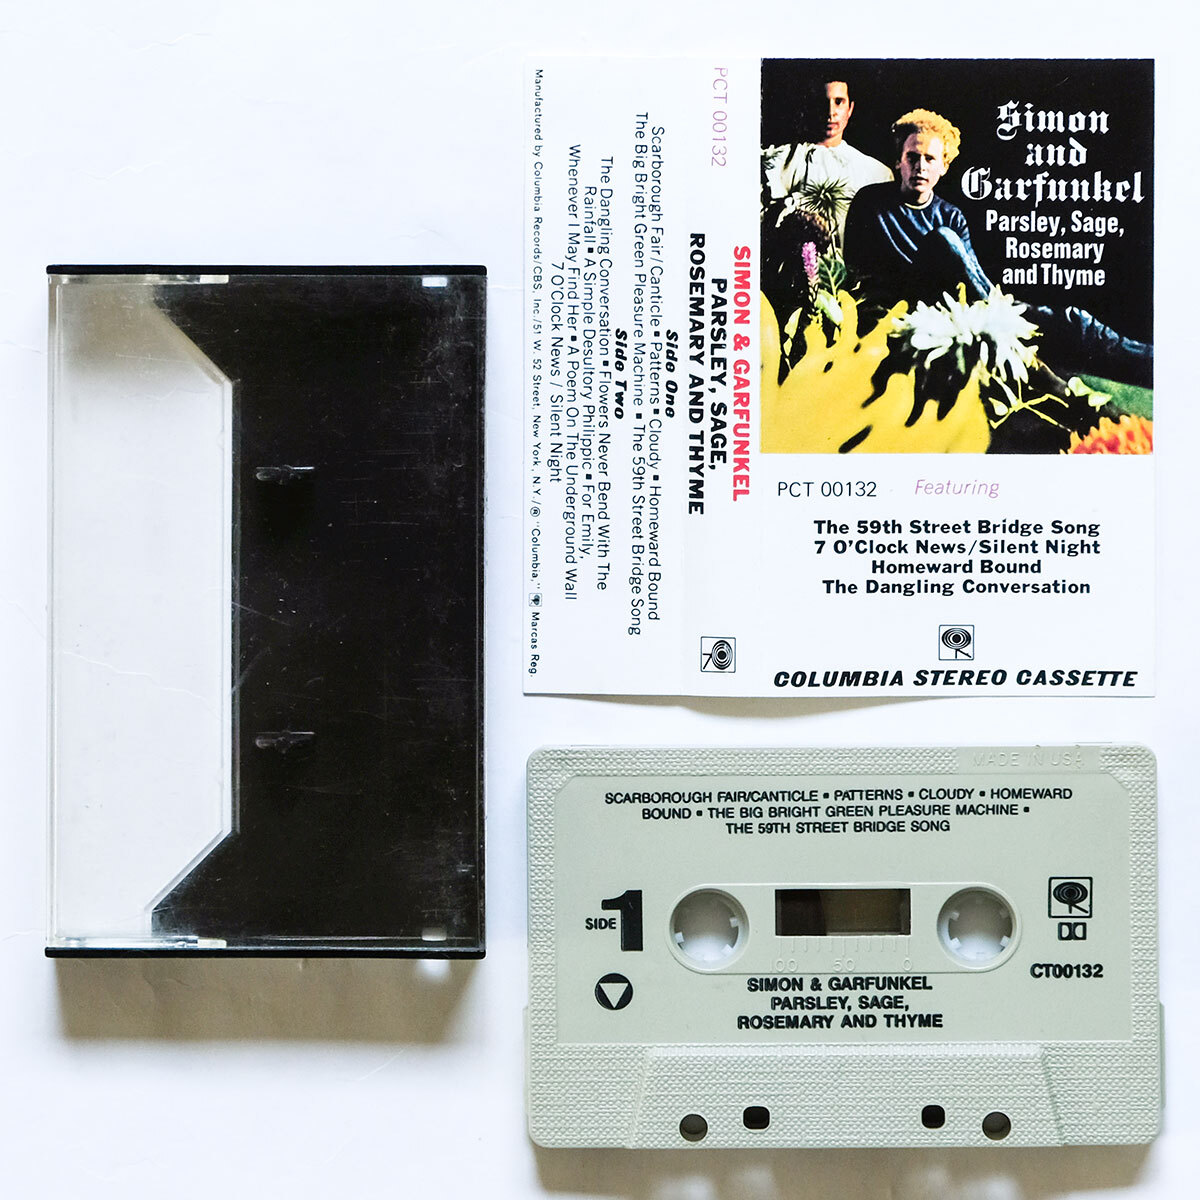 Simon
and
Garfunkel
Parsley, Sage,
Rosemary
and Thyme
PCT 00132 Featuring
The 59th Street Bridge Song
7 O'Clock News/Silent Night
Homeward Bound
The Dangling Conversation
COLUMBIA STEREO CASSETTE
PCT 00132
SIMON & GARFUNKEL
PARSLEY, SAGE,
ROSEMARY AND THYME
Side One
Scarborough Fair/Canticle ▪ Patterns ▪ Cloudy ▪ Homeward Bound
The Big Bright Green Pleasure Machine ▪ The 59th Street Bridge Song
Side Two
The Dangling Conversation ▪ Flowers Never Bend With The
Rainfall ▪ A Simple Desultory Philippic ▪ For Emily,
Whenever I May Find Her ▪ A Poem On The Underground Wall
7 O'Clock News / Silent Night
Manufactured by Columbia Records/CBS, Inc./51 W. 52 Street, New York, N.Y./® "Columbia," Marcas Reg.
MADE IN USA
SCARBOROUGH FAIR/CANTICLE ▪ PATTERNS ▪ CLOUDY ▪ HOMEWARD
BOUND ▪ THE BIG BRIGHT GREEN PLEASURE MACHINE ▪
THE 59TH STREET BRIDGE SONG
SIDE 1
100 50 0
CT00132
SIMON & GARFUNKEL
PARSLEY, SAGE,
ROSEMARY AND THYME